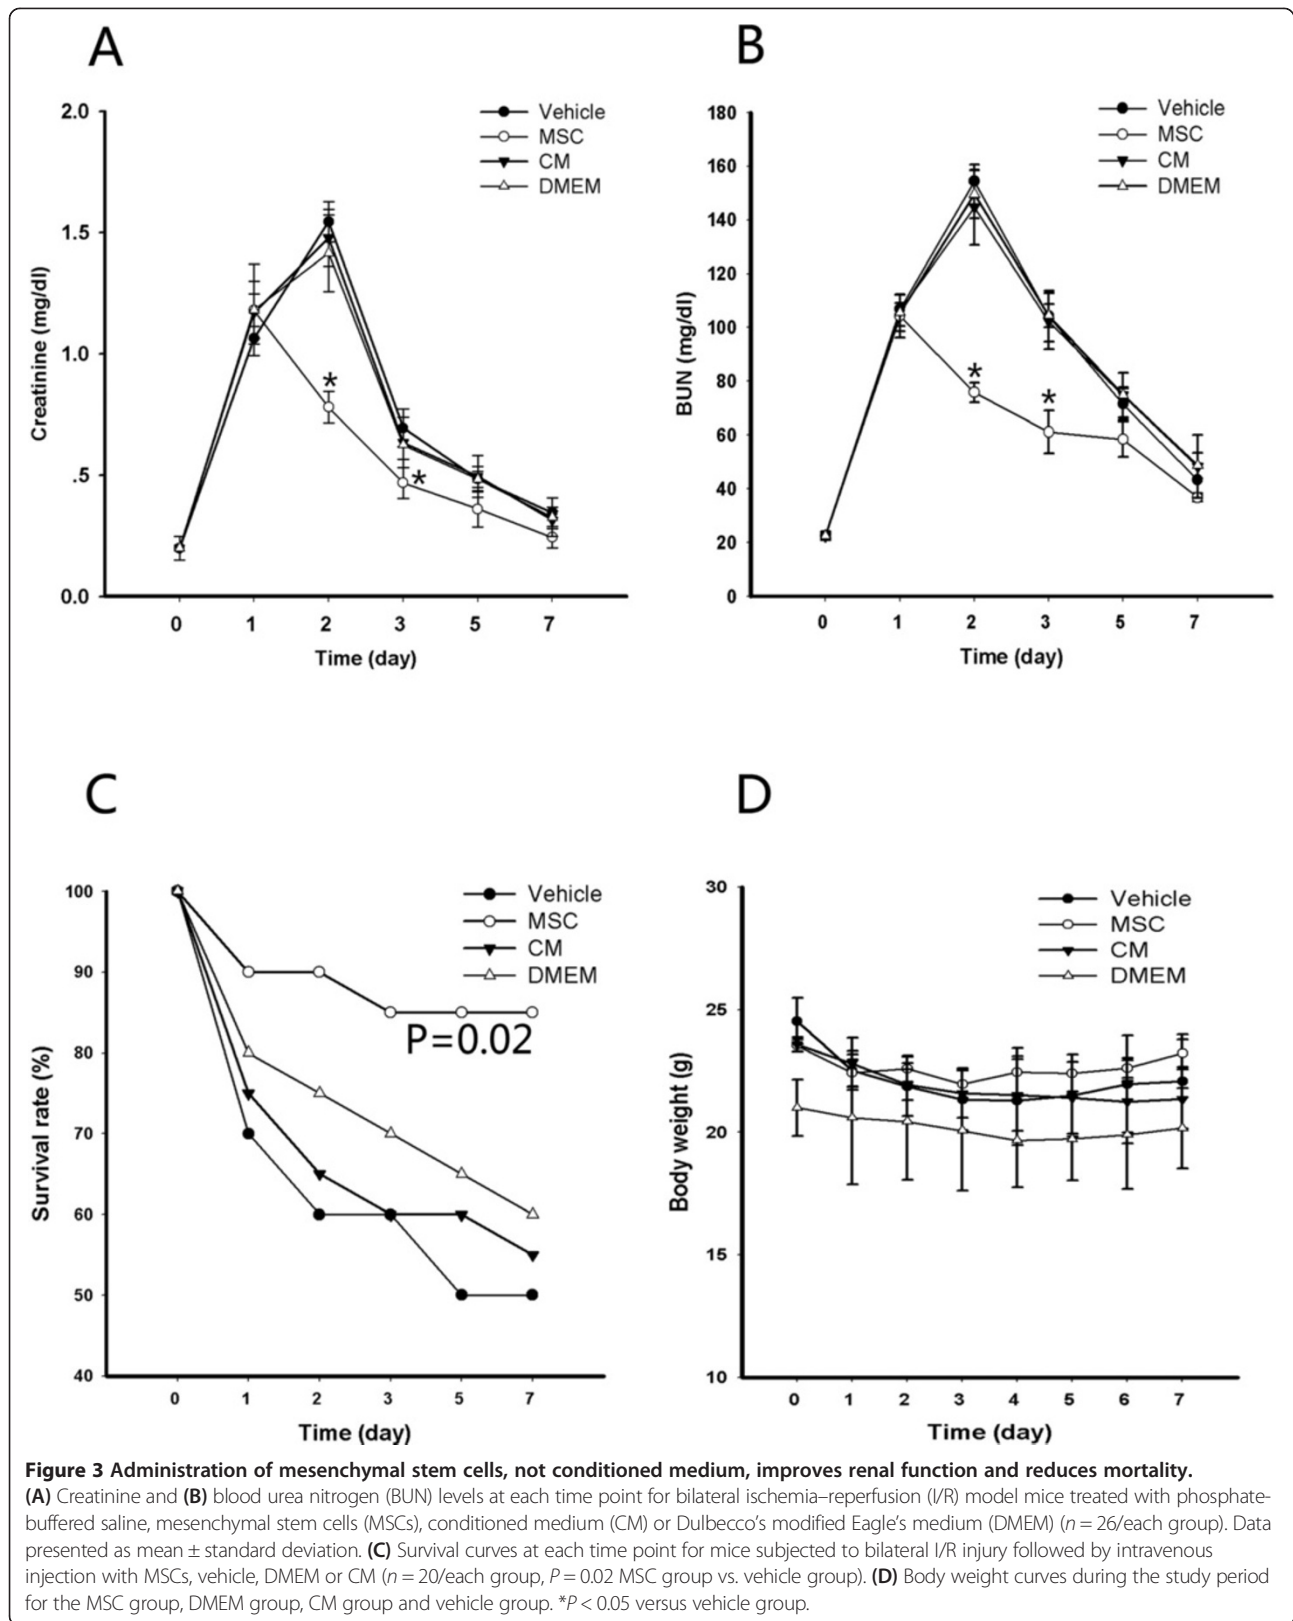 A
2.0
1.5
1.0
.5
0.0
Creatinine (mg/dl)
Vehicle
MSC
CM
DMEM
*
*
0 1 2 3 5 7
Time (day)
B
180
160
140
120
100
80
60
40
20
0
BUN (mg/dl)
Vehicle
MSC
CM
DMEM
*
*
0 1 2 3 5 7
Time (day)
C
100
90
80
70
60
50
40
Survival rate (%)
Vehicle
MSC
CM
DMEM
P=0.02
0 1 2 3 5 7
Time (day)
D
30
25
20
15
10
Body weight (g)
Vehicle
MSC
CM
DMEM
0 1 2 3 4 5 6 7
Time (day)
Figure 3 Administration of mesenchymal stem cells, not conditioned medium, improves renal function and reduces mortality.
(A) Creatinine and (B) blood urea nitrogen (BUN) levels at each time point for bilateral ischemia–reperfusion (I/R) model mice treated with phosphate-
buffered saline, mesenchymal stem cells (MSCs), conditioned medium (CM) or Dulbecco's modified Eagle's medium (DMEM) (n = 26/each group). Data
presented as mean ± standard deviation. (C) Survival curves at each time point for mice subjected to bilateral I/R injury followed by intravenous
injection with MSCs, vehicle, DMEM or CM (n = 20/each group, P = 0.02 MSC group vs. vehicle group). (D) Body weight curves during the study period
for the MSC group, DMEM group, CM group and vehicle group. *P < 0.05 versus vehicle group.